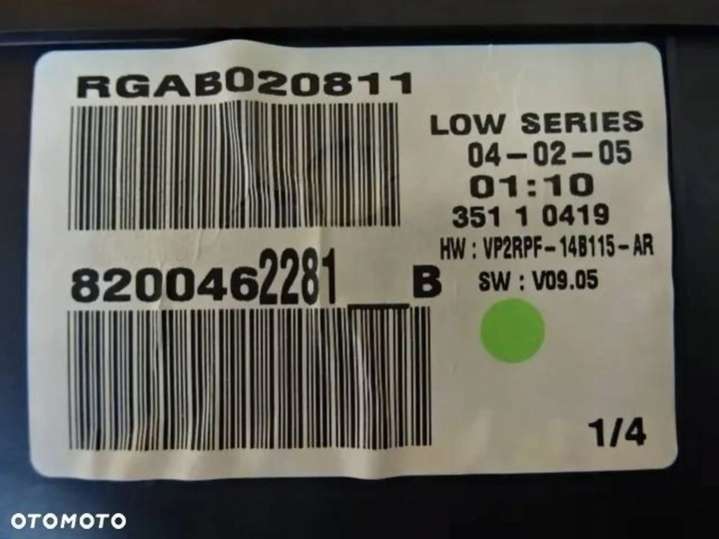 RGAB020811
LOW SERIES
04-02-05
01:10
351 1 0419
HW : VP2RPF-14B115-AR
SW : V09.05
8200462281__B
1/4
OTOMOTO